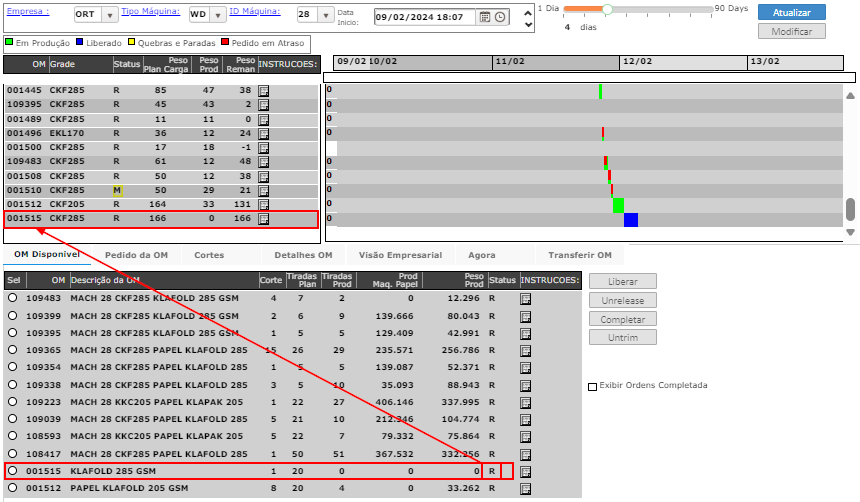 Empresa : ORT Tipo Máquina: WD ID Máquina: 28 Data Inicio: 09/02/2024 18:07 1 Dia 90 Days Atualizar
4 dias Modificar
Em Produção Liberado Quebras e Paradas Pedido em Atraso
OM Grade Status Peso Plan Carga Peso Prod Peso Reman INSTRUCOES: 09/02 10/02 11/02 12/02 13/02
001445 CKF285 R 85 47 38 0
109395 CKF285 R 45 43 2 0
001489 CKF285 R 11 11 0 0
001496 EKL170 R 36 12 24 0
001500 CKF285 R 17 18 -1
109483 CKF285 R 61 12 48 0
001508 CKF285 R 50 12 38 0
001510 CKF285 M 50 29 21 0
001512 CKF205 R 164 33 131 0
001515 CKF285 R 166 0 166 0
OM Disponivel Pedido da OM Cortes Detalhes OM Visão Empresarial Agora Transferir OM
Sel OM Descrição da OM Corte Tiradas Plan Tiradas Prod Prod Maq. Papel Peso Prod Status INSTRUCOES:
109483 MACH 28 CKF285 KLAFOLD 285 GSM 4 7 2 0 12.296 R
109399 MACH 28 CKF285 KLAFOLD 285 GSM 2 6 9 139.666 80.043 R
109395 MACH 28 CKF285 KLAFOLD 285 GSM 1 5 5 129.409 42.991 R
109365 MACH 28 CKF285 PAPEL KLAFOLD 285 15 26 29 235.571 256.786 R
109354 MACH 28 CKF285 PAPEL KLAFOLD 285 1 5 5 139.087 52.371 R
109338 MACH 28 CKF285 PAPEL KLAFOLD 285 3 5 10 35.093 88.943 R
109223 MACH 28 KKC205 PAPEL KLAPAK 205 1 22 27 406.146 337.995 R
109039 MACH 28 CKF285 PAPEL KLAFOLD 285 5 21 10 212.346 104.774 R
108593 MACH 28 KKC205 PAPEL KLAPAK 205 5 22 7 79.332 75.864 R
108417 MACH 28 CKF285 PAPEL KLAFOLD 285 1 50 51 367.532 332.256 R
001515 KLAFOLD 285 GSM 1 20 0 0 0 R
001512 PAPEL KLAFOLD 205 GSM 8 20 4 0 33.262 R
Liberar
Unrelease
Completar
Untrim
Exibir Ordens Completada